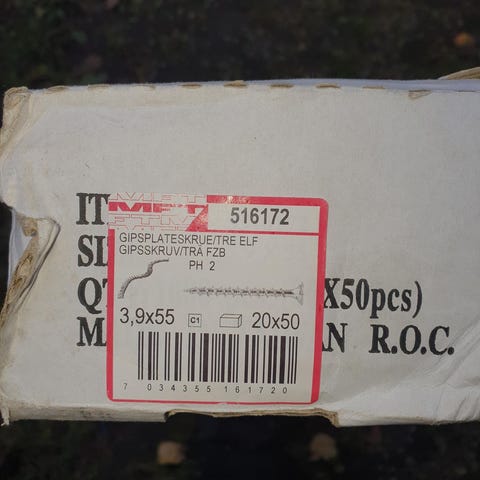 516172
GIPSPLATESKRUE/TRE ELF
GIPSSKRUV/TRÄ FZB
PH 2
3,9x55 C1 20x50
7 034355 161720
IT
SI
QT X50pcs)
M AN R.O.C.